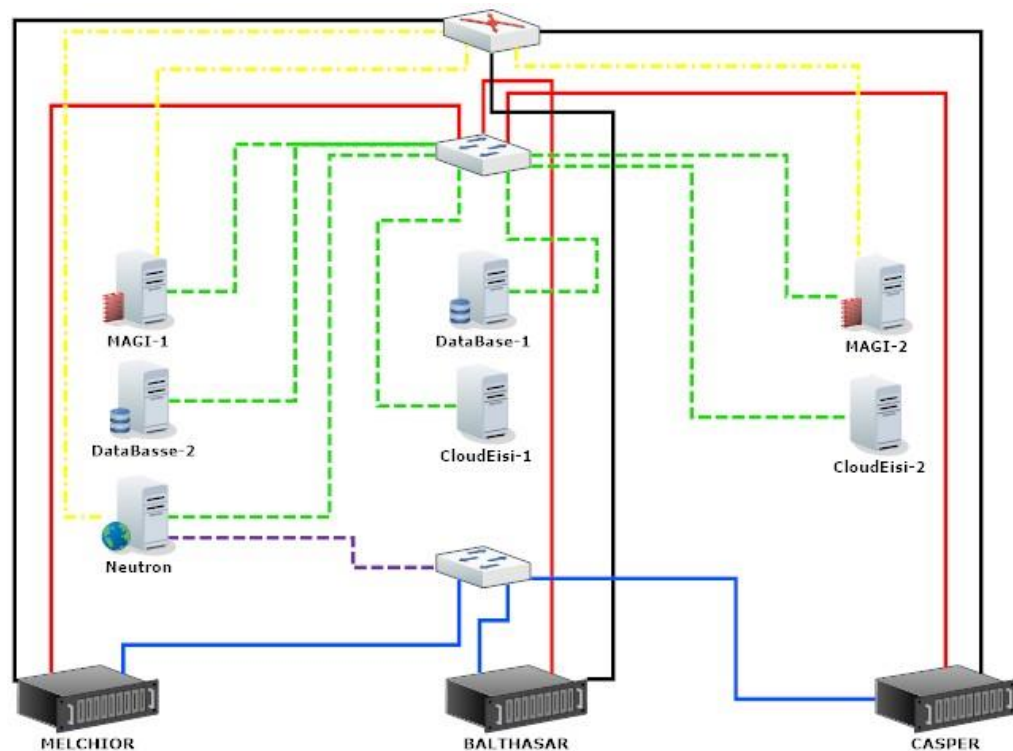 MAGI-1
DataBase-1
MAGI-2
DataBasse-2
CloudEisi-1
CloudEisi-2
Neutron
MELCHIOR
BALTHASAR
CASPER